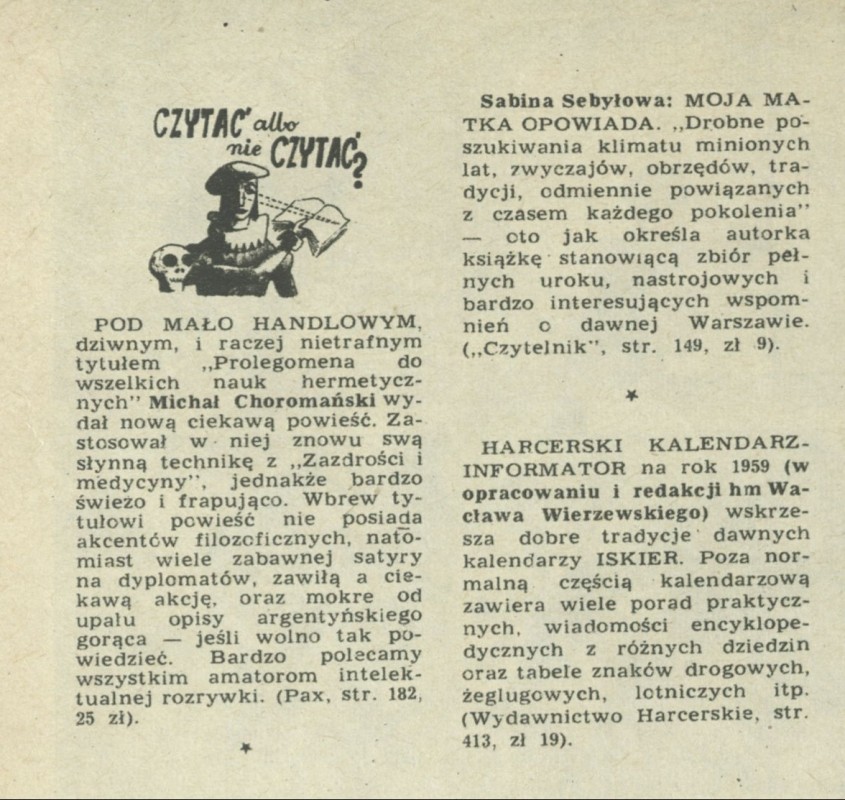 CZYTAĆ albo
nie CZYTAĆ?
POD MAŁO HANDLOWYM,
dziwnym, i raczej nietrafnym
tytułem „Prolegomena do
wszelkich nauk hermetycz-
nych” Michał Choromański wy-
dał nową ciekawą powieść. Za-
stosował w niej znowu swą
słynną technikę z „Zazdrości i
medycyny”, jednakże bardzo
świeżo i frapująco. Wbrew ty-
tułowi powieść nie posiada
akcentów filozoficznych, nato-
miast wiele zabawnej satyry
na dyplomatów, zawiłą a cie-
kawą akcję, oraz mokre od
upału opisy argentyńskiego
gorąca — jeśli wolno tak po-
wiedzieć. Bardzo polecamy
wszystkim amatorom intelek-
tualnej rozrywki. (Pax, str. 182,
25 zł).
★
Sabina Sebyłowa: MOJA MA-
TKA OPOWIADA. „Drobne po-
szukiwania klimatu minionych
lat, zwyczajów, obrzędów, tra-
dycji, odmiennie powiązanych
z czasem każdego pokolenia”
— oto jak określa autorka
książkę stanowiącą zbiór peł-
nych uroku, nastrojowych i
bardzo interesujących wspom-
nień o dawnej Warszawie.
(„Czytelnik”, str. 149, zł 9).
★
HARCERSKI KALENDARZ-
INFORMATOR na rok 1959 (w
opracowaniu i redakcji hm Wa-
cława Wierzewskiego) wskrze-
sza dobre tradycje dawnych
kalendarzy ISKIER. Poza nor-
malną częścią kalendarzową
zawiera wiele porad praktycz-
nych, wiadomości encyklope-
dycznych z różnych dziedzin
oraz tabele znaków drogowych,
żeglugowych, lotniczych itp.
(Wydawnictwo Harcerskie, str.
413, zł 19).